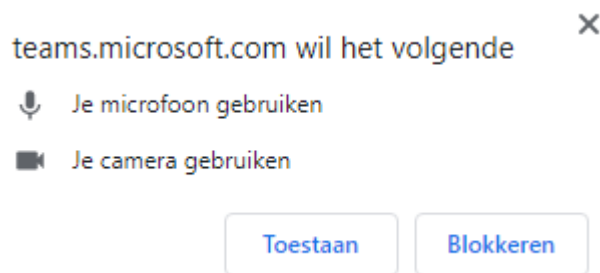 teams.microsoft.com wil het volgende
Je microfoon gebruiken
Je camera gebruiken
Toestaan Blokkeren